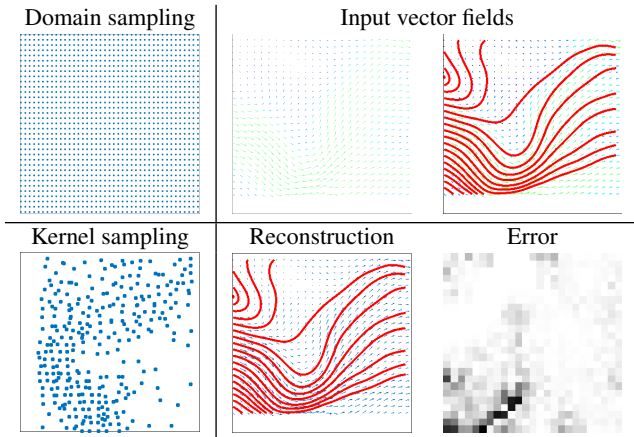 Domain sampling
Input vector fields
Kernel sampling
Reconstruction
Error